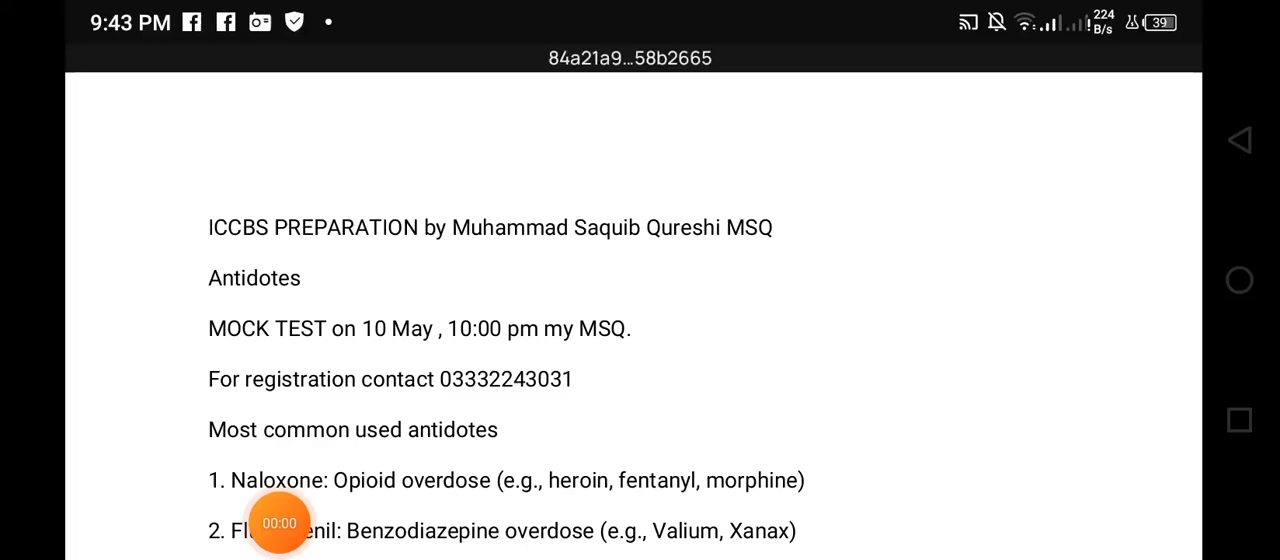 9:43 PM
224
B/s
39
84a21a9...58b2665
ICCBS PREPARATION by Muhammad Saquib Qureshi MSQ
Antidotes
MOCK TEST on 10 May , 10:00 pm my MSQ.
For registration contact 03332243031
Most common used antidotes
1. Naloxone: Opioid overdose (e.g., heroin, fentanyl, morphine)
00:00
2. Benzodiazepine overdose (e.g., Valium, Xanax)